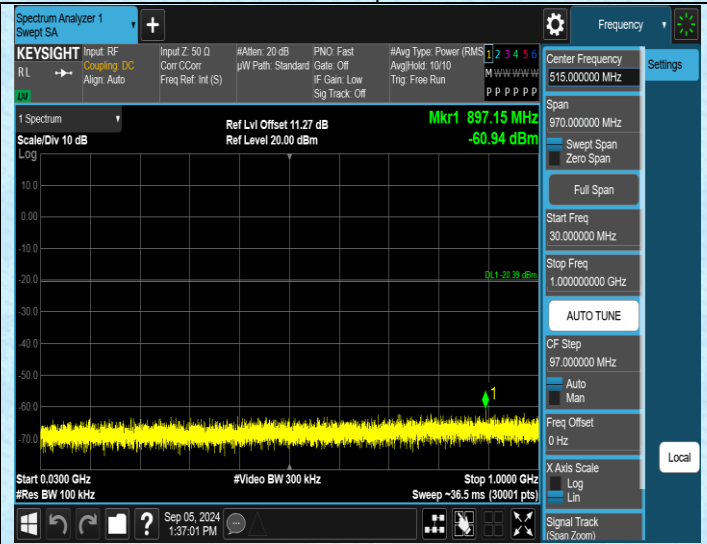 Spectrum Analyzer 1
Swept SA
Frequency
KEYSIGHT
RL
Input: RF
Coupling: DC
Align: Auto
Input Z: 50 Ω
Corr CCorr
Freq Ref: Int (S)
#Atten: 20 dB
µW Path: Standard
PNO: Fast
Gate: Off
IF Gain: Low
Sig Track: Off
#Avg Type: Power (RMS
Avg|Hold: 10/10
Trig: Free Run
1 2 3 4 5 6
M W W W W W
P P P P P P
LXI
1 Spectrum
Scale/Div 10 dB
Log
Ref Lvl Offset 11.27 dB
Ref Level 20.00 dBm
Mkr1 897.15 MHz
-60.94 dBm
10.0
0.00
-10.0
-20.0
-30.0
-40.0
-50.0
-60.0
-70.0
DL1 -20.39 dBm
1
Start 0.0300 GHz
#Res BW 100 kHz
#Video BW 300 kHz
Stop 1.0000 GHz
Sweep ~36.5 ms (30001 pts)
Center Frequency
515.000000 MHz
Settings
Span
970.000000 MHz
Swept Span
Zero Span
Full Span
Start Freq
30.000000 MHz
Stop Freq
1.000000000 GHz
AUTO TUNE
CF Step
97.000000 MHz
Auto
Man
Freq Offset
0 Hz
X Axis Scale
Log
Lin
Local
Signal Track
(Span Zoom)
?
Sep 05, 2024
1:37:01 PM